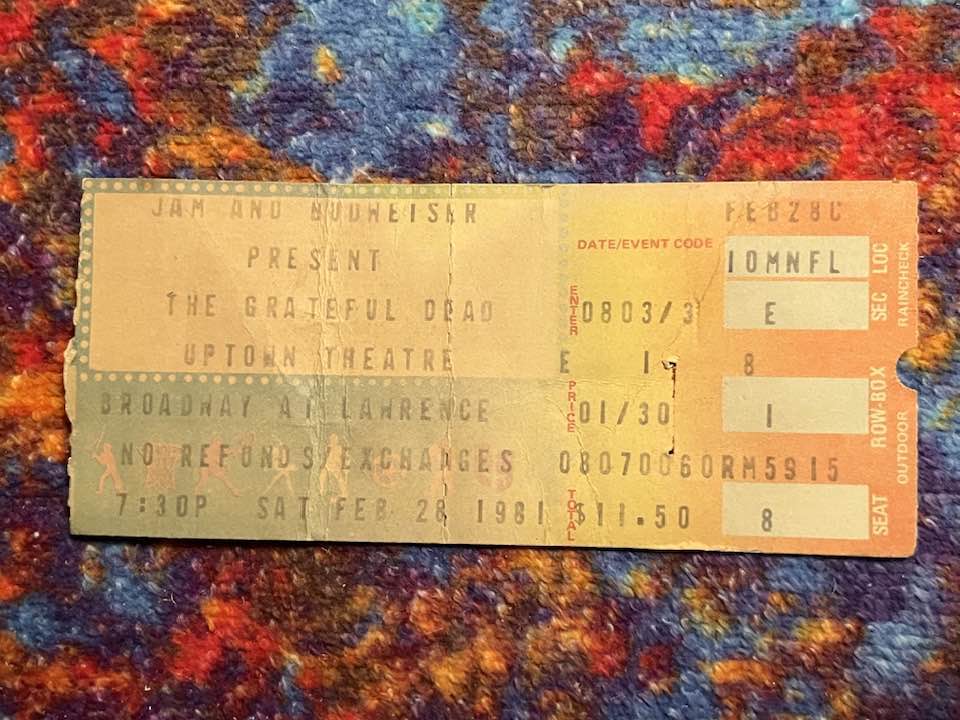 JAM AND BUDWEISER
PRESENT
THE GRATEFUL DEAD
UPTOWN THEATRE
BROADWAY AT LAWRENCE
NO REFUNDS/EXCHANGES
7:30P SAT FEB 28 1981
FEB28C
DATE/EVENT CODE
10MNFL
ENTER
0803/3
E
E 1 8
PRICE
01/30
1
08070060RM5915
TOTAL
$11.50
8
SEC LOC
ROW-BOX
SEAT
RAINCHECK
OUTDOOR